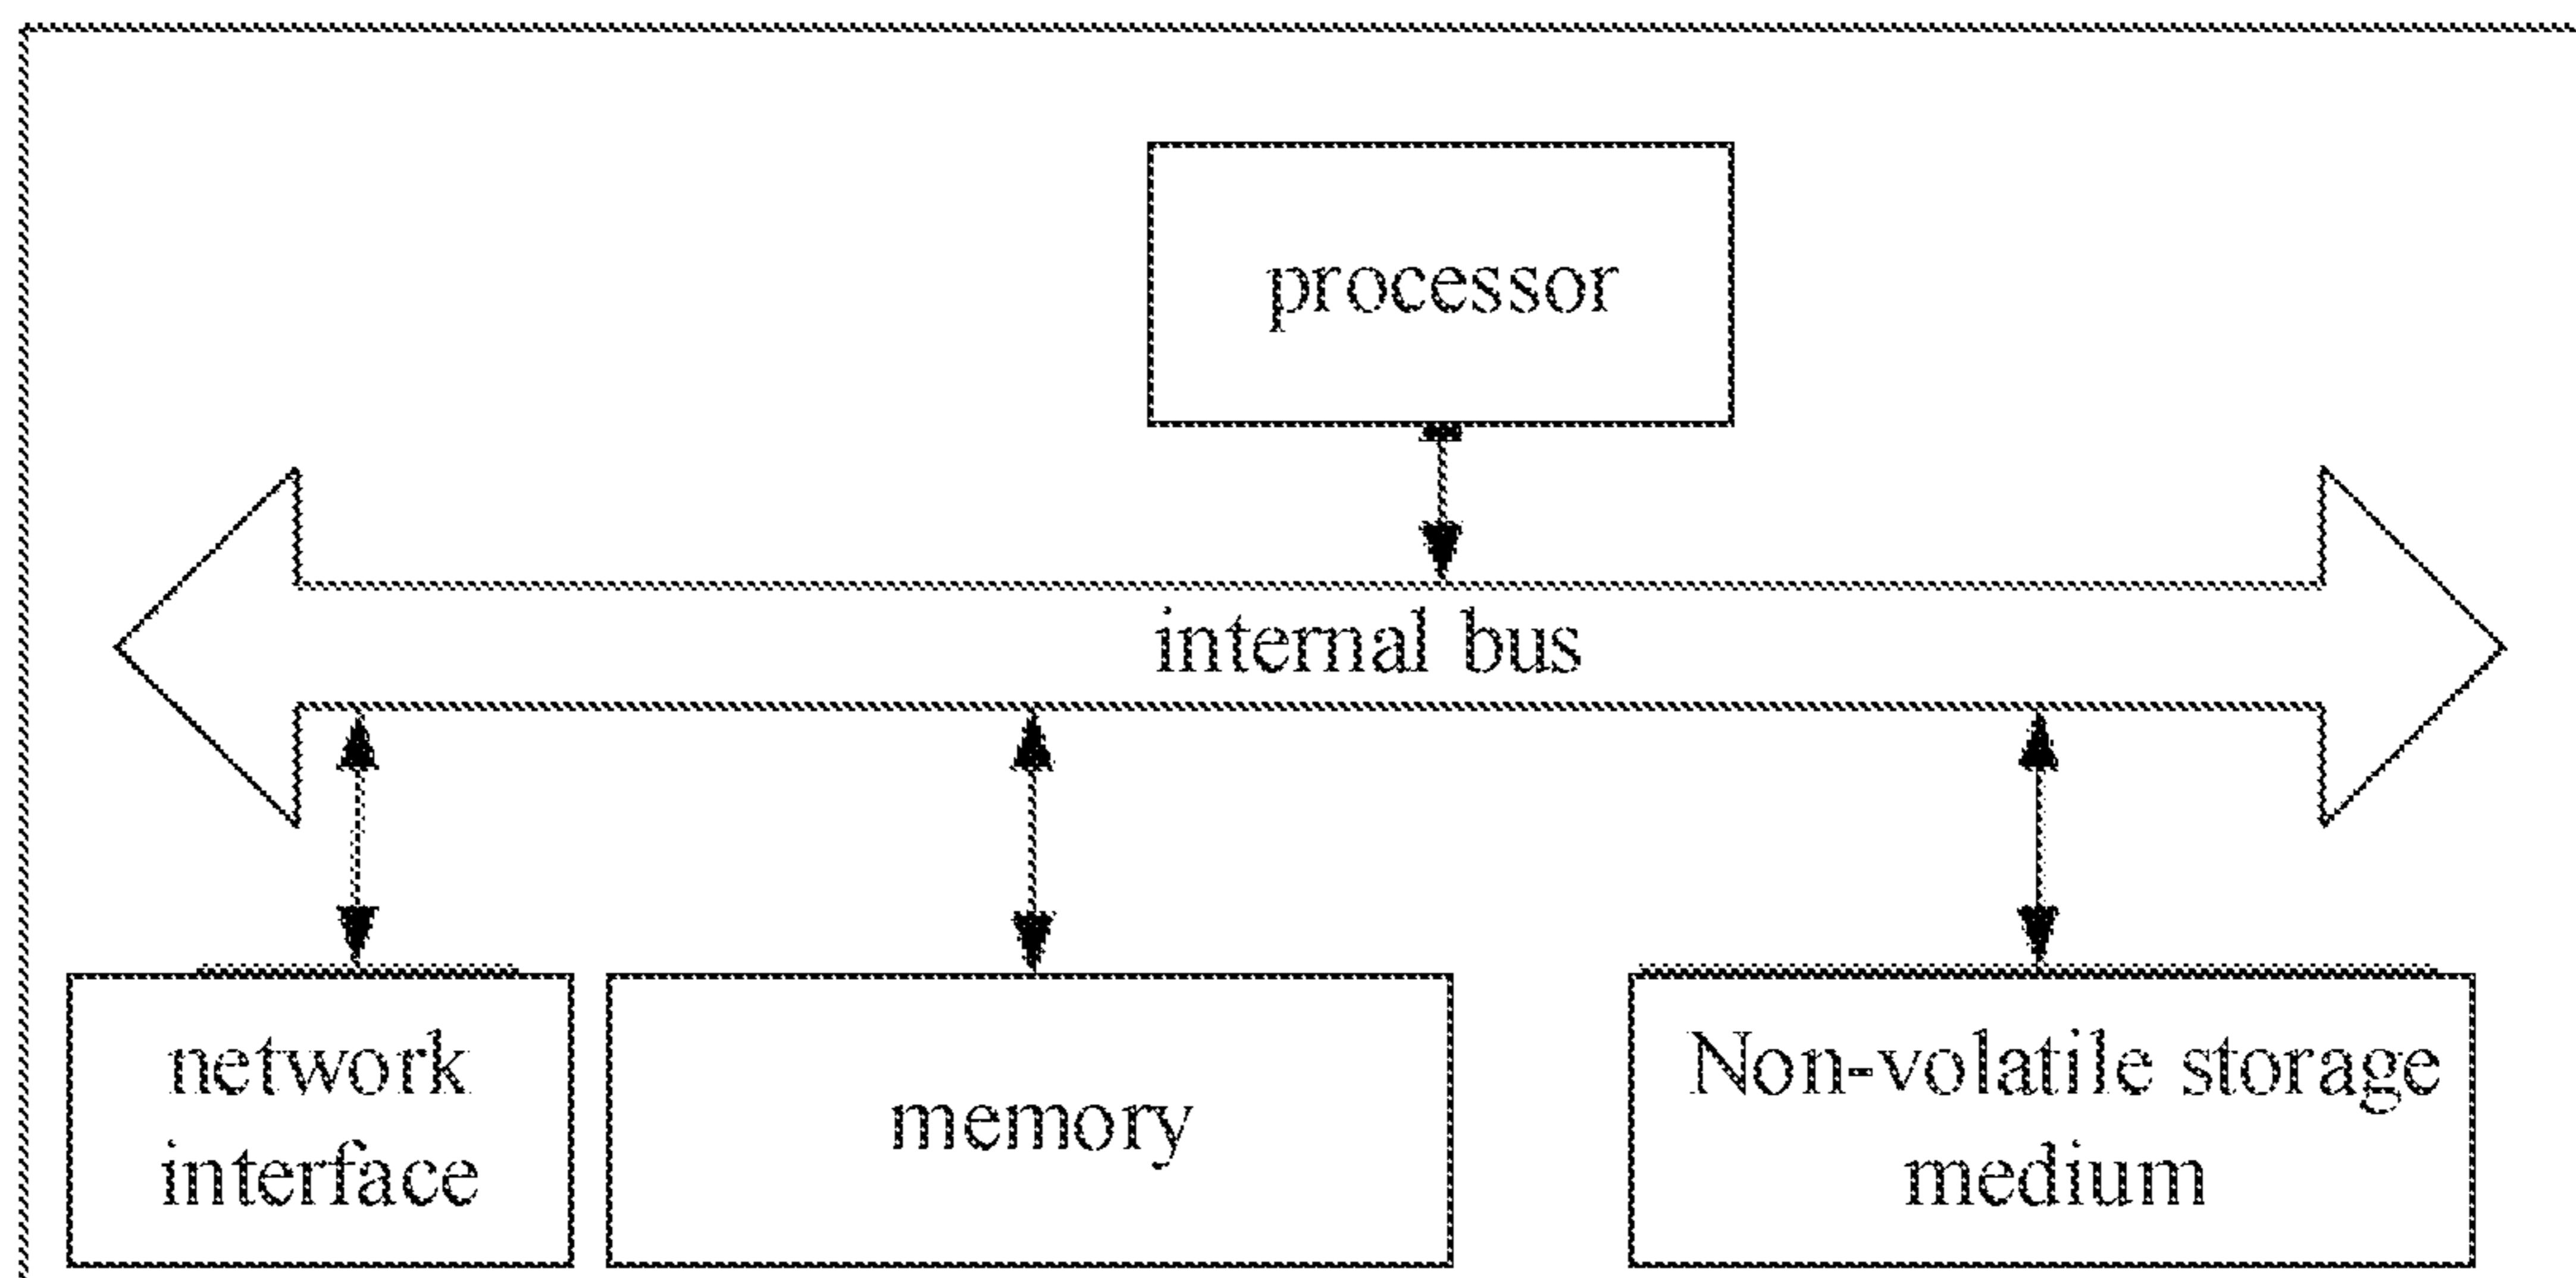 processor
internal bus
network
interface
memory
Non-volatile storage
medium